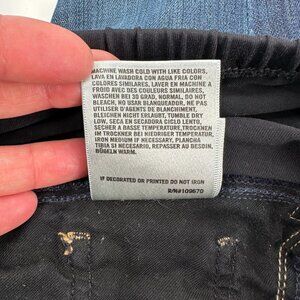 MACHINE WASH COLD WITH LIKE COLORS,
LAVA EN LAVADORA CON AGUA FRIA CON
COLORES SIMILARES, LAVER EN MACHINE A
FROID AVEC DES COULEURS SIMILAIRES,
WASCHEN BEI 30 GRAD, NORMAL, DO NOT
BLEACH, NO USAR BLANQUEADOR, NE PAS
UTILISER D'AGENTS DE BLANCHIMENT,
BLEICHEN NICHT ERLAUBT, TUMBLE DRY
LOW, SECA EN SECADORA CICLO LENTO,
SECHER A BASSE TEMPERATURE, TROCKNEN
IM TROCKNER BEI NIEDRIGER TEMPERATUR,
IRON MEDIUM IF NECESSARY, PLANCHA
TIBIA SI NECESARIO, REPASSER AU BESOIN,
BÜGELN WARM.
IF DECORATED OR PRINTED DO NOT IRON
R/N#109670